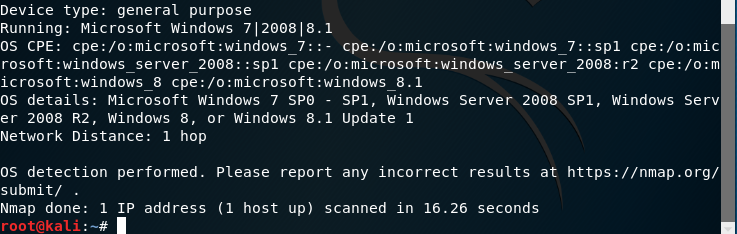 Device type: general purpose
Running: Microsoft Windows 7|2008|8.1
OS CPE: cpe:/o:microsoft:windows_7::- cpe:/o:microsoft:windows_7::sp1 cpe:/o:mic
rosoft:windows_server_2008::sp1 cpe:/o:microsoft:windows_server_2008:r2 cpe:/o:m
icrosoft:windows_8 cpe:/o:microsoft:windows_8.1
OS details: Microsoft Windows 7 SP0 - SP1, Windows Server 2008 SP1, Windows Serv
er 2008 R2, Windows 8, or Windows 8.1 Update 1
Network Distance: 1 hop
OS detection performed. Please report any incorrect results at https://nmap.org/
submit/ .
Nmap done: 1 IP address (1 host up) scanned in 16.26 seconds
root@kali:~#